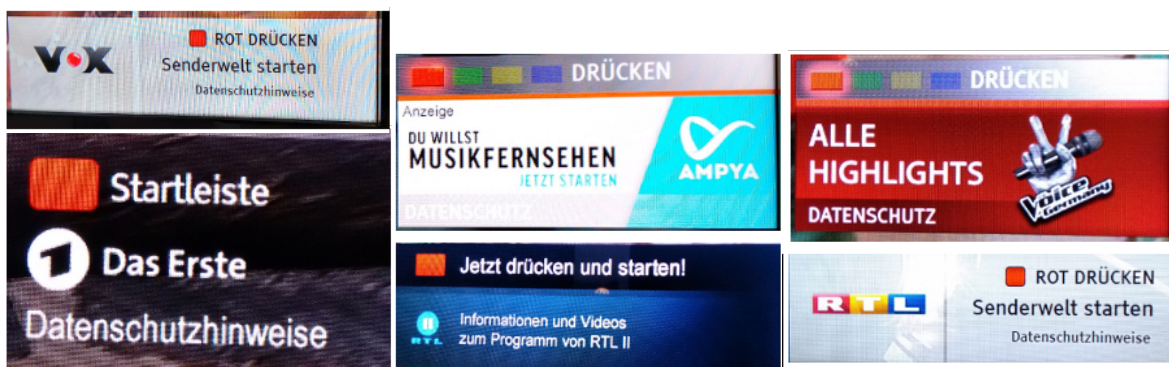 VOX
ROT DRÜCKEN
Senderwelt starten
Datenschutzhinweise
Startleiste
1
Das Erste
Datenschutzhinweise
DRÜCKEN
Anzeige
DU WILLST
MUSIKFERNSEHEN
JETZT STARTEN
AMPYA
DATENSCHUTZ
Jetzt drücken und starten!
RTL
Informationen und Videos
zum Programm von RTL II
DRÜCKEN
ALLE
HIGHLIGHTS
Voice
Germany
DATENSCHUTZ
RTL
ROT DRÜCKEN
Senderwelt starten
Datenschutzhinweise